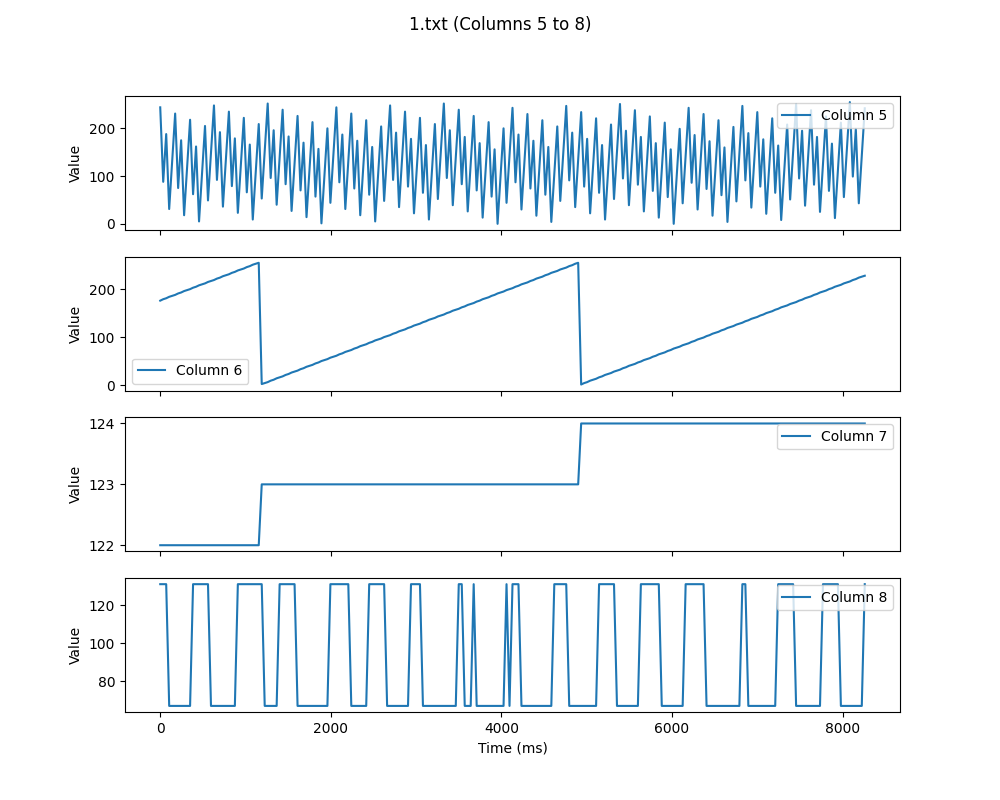 1.txt (Columns 5 to 8)
200
100
0
Value
Column 5
200
100
0
Value
Column 6
124
123
122
Value
Column 7
120
100
80
Value
Column 8
0
2000
4000
6000
8000
Time (ms)